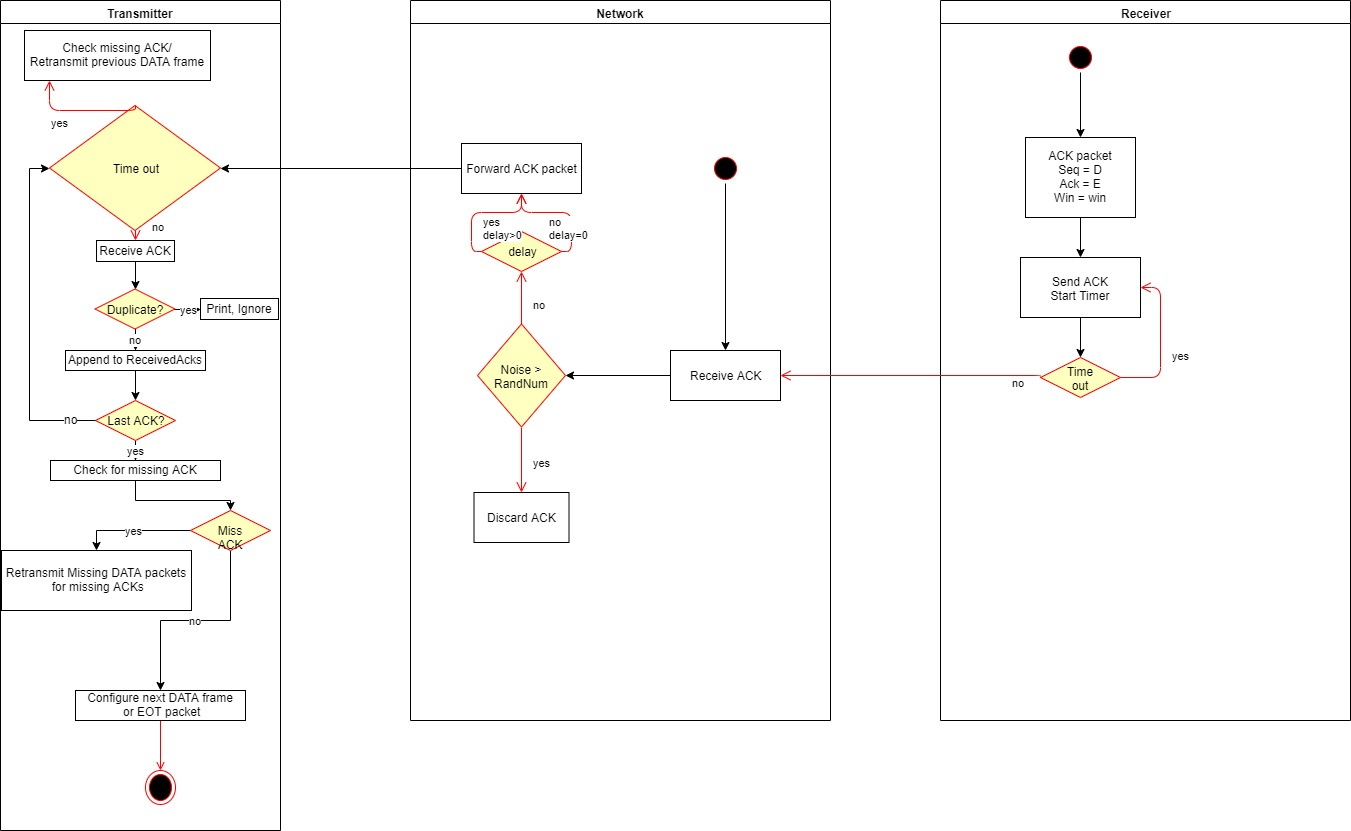 Transmitter
Check missing ACK/
Retransmit previous DATA frame
yes
Time out
no
Receive ACK
Duplicate?
yes
Print, Ignore
no
Append to ReceivedAcks
Last ACK?
no
yes
Check for missing ACK
Miss
ACK
yes
Retransmit Missing DATA packets
for missing ACKs
no
Configure next DATA frame
or EOT packet
Network
Forward ACK packet
yes
delay>0
no
delay=0
delay
no
Noise >
RandNum
Receive ACK
yes
Discard ACK
Receiver
ACK packet
Seq = D
Ack = E
Win = win
Send ACK
Start Timer
yes
Time
out
no